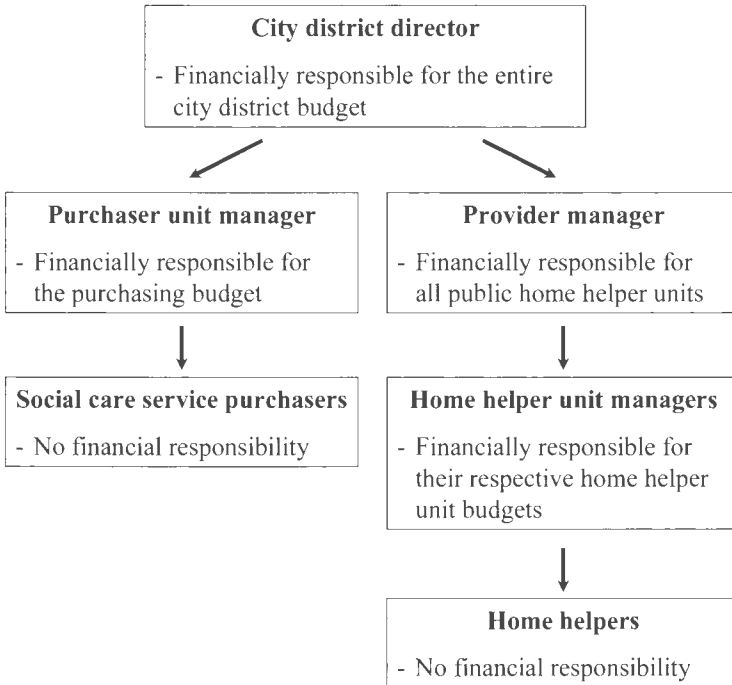 City district director
- Financially responsible for the entire
city district budget
Purchaser unit manager
- Financially responsible for
the purchasing budget
Provider manager
- Financially responsible for
all public home helper units
Social care service purchasers
- No financial responsibility
Home helper unit managers
- Financially responsible for
their respective home helper
unit budgets
Home helpers
- No financial responsibility